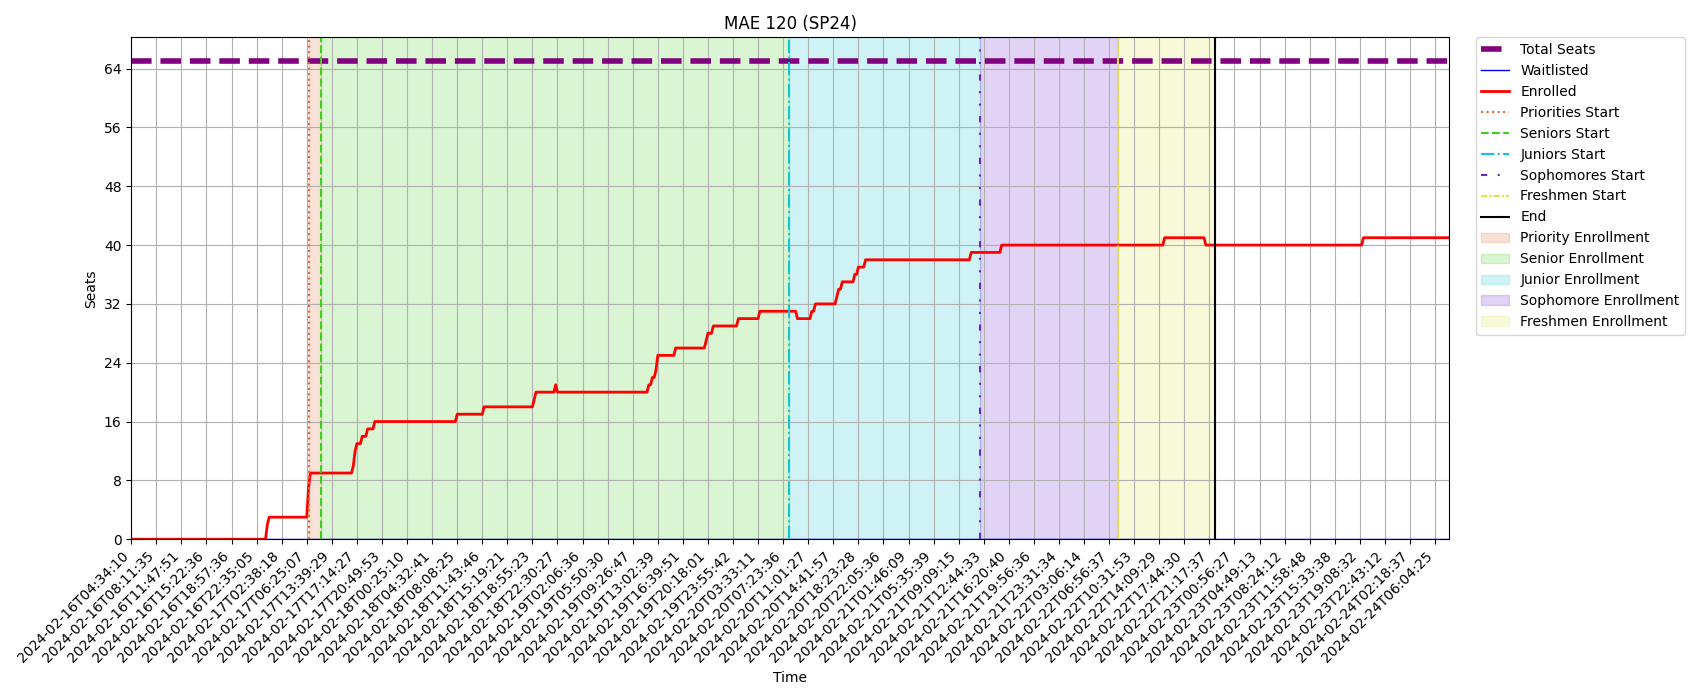 MAE 120 (SP24)
Total Seats
Waitlisted
Enrolled
Priorities Start
Seniors Start
Juniors Start
Sophomores Start
Freshmen Start
End
Priority Enrollment
Senior Enrollment
Junior Enrollment
Sophomore Enrollment
Freshmen Enrollment
Seats
64
56
48
40
32
24
16
8
0
2024-02-16T04:34:10
2024-02-16T08:11:35
2024-02-16T11:47:51
2024-02-16T15:22:36
2024-02-16T18:57:36
2024-02-16T22:35:05
2024-02-17T02:38:18
2024-02-17T06:25:07
2024-02-17T13:39:29
2024-02-17T17:14:27
2024-02-17T20:49:53
2024-02-18T00:25:10
2024-02-18T04:32:41
2024-02-18T08:08:25
2024-02-18T11:43:46
2024-02-18T15:19:21
2024-02-18T18:55:23
2024-02-18T22:30:27
2024-02-19T02:06:36
2024-02-19T05:50:30
2024-02-19T09:26:47
2024-02-19T13:02:39
2024-02-19T16:39:51
2024-02-19T20:18:01
2024-02-19T23:55:42
2024-02-20T03:33:11
2024-02-20T07:23:36
2024-02-20T11:01:27
2024-02-20T14:41:57
2024-02-20T18:23:28
2024-02-20T22:05:36
2024-02-21T01:46:09
2024-02-21T05:35:39
2024-02-21T09:09:15
2024-02-21T12:44:33
2024-02-21T16:20:40
2024-02-21T19:56:36
2024-02-21T23:31:34
2024-02-22T03:06:14
2024-02-22T06:56:37
2024-02-22T10:31:53
2024-02-22T14:09:29
2024-02-22T17:44:30
2024-02-22T21:17:37
2024-02-23T00:56:27
2024-02-23T04:49:13
2024-02-23T08:24:12
2024-02-23T11:58:48
2024-02-23T15:33:38
2024-02-23T19:08:32
2024-02-23T22:43:12
2024-02-24T02:18:37
2024-02-24T06:04:25
Time